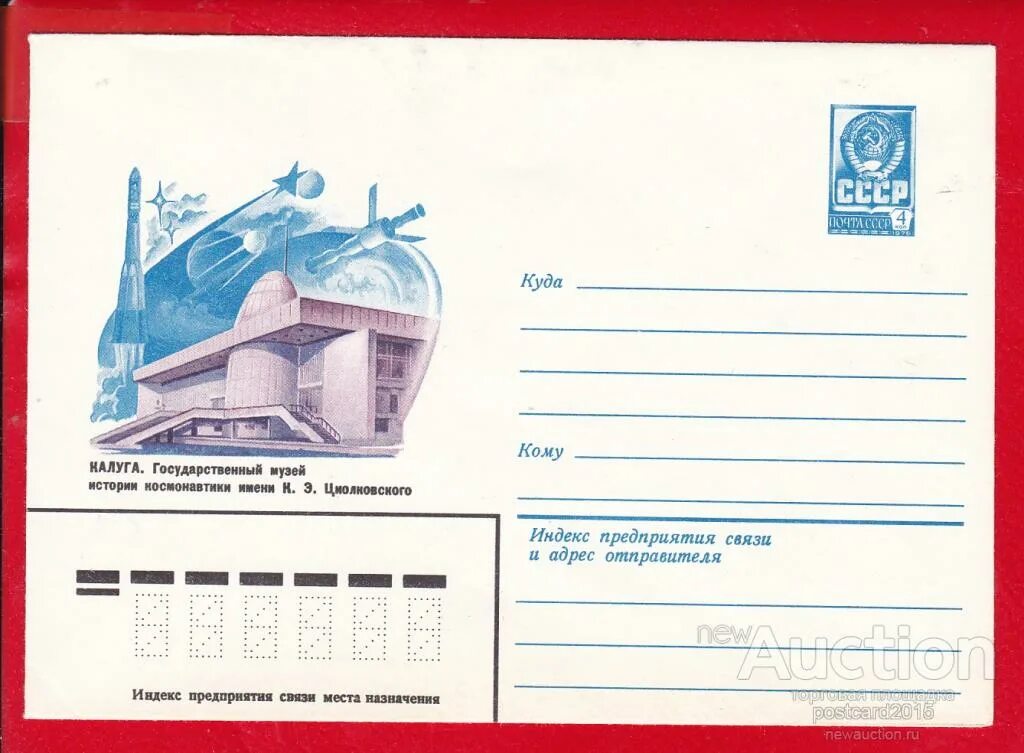 СССР
ПОЧТА СССР 4 КОП
1976
Куда
КАЛУГА. Государственный музей
истории космонавтики имени К. Э. Циолковского
Кому
Индекс предприятия связи
и адрес отправителя
Индекс предприятия связи места назначения
newAuction
торговая площадка
postcard2015
newauction.ru